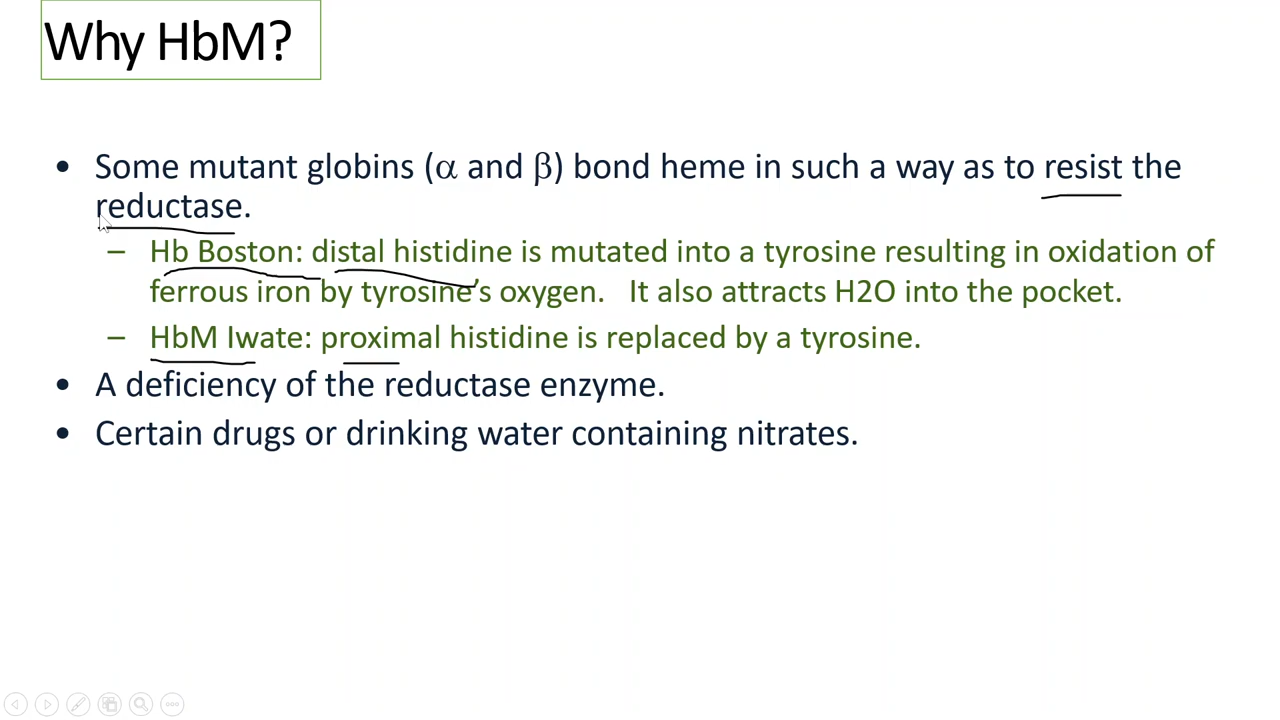 Why HbM?
• Some mutant globins (α and β) bond heme in such a way as to resist the
reductase.
– Hb Boston: distal histidine is mutated into a tyrosine resulting in oxidation of
ferrous iron by tyrosine’s oxygen. It also attracts H2O into the pocket.
– HbM Iwate: proximal histidine is replaced by a tyrosine.
• A deficiency of the reductase enzyme.
• Certain drugs or drinking water containing nitrates.